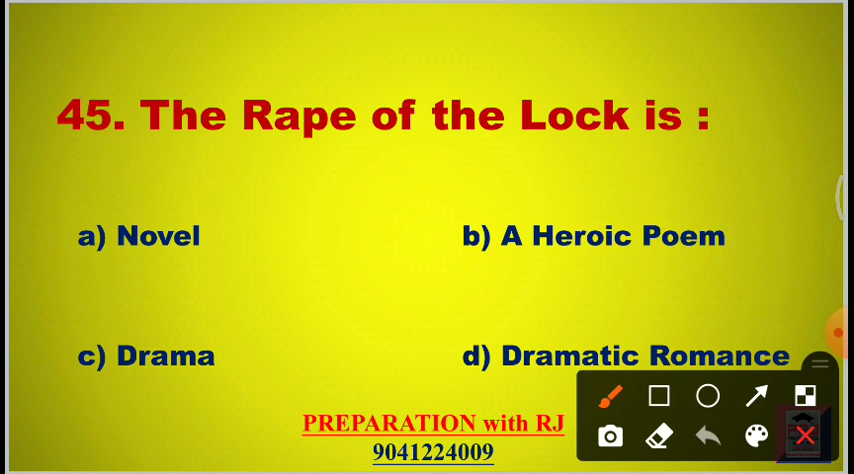 45. The Rape of the Lock is :
a) Novel
b) A Heroic Poem
c) Drama
d) Dramatic Romance
PREPARATION with RJ
9041224009